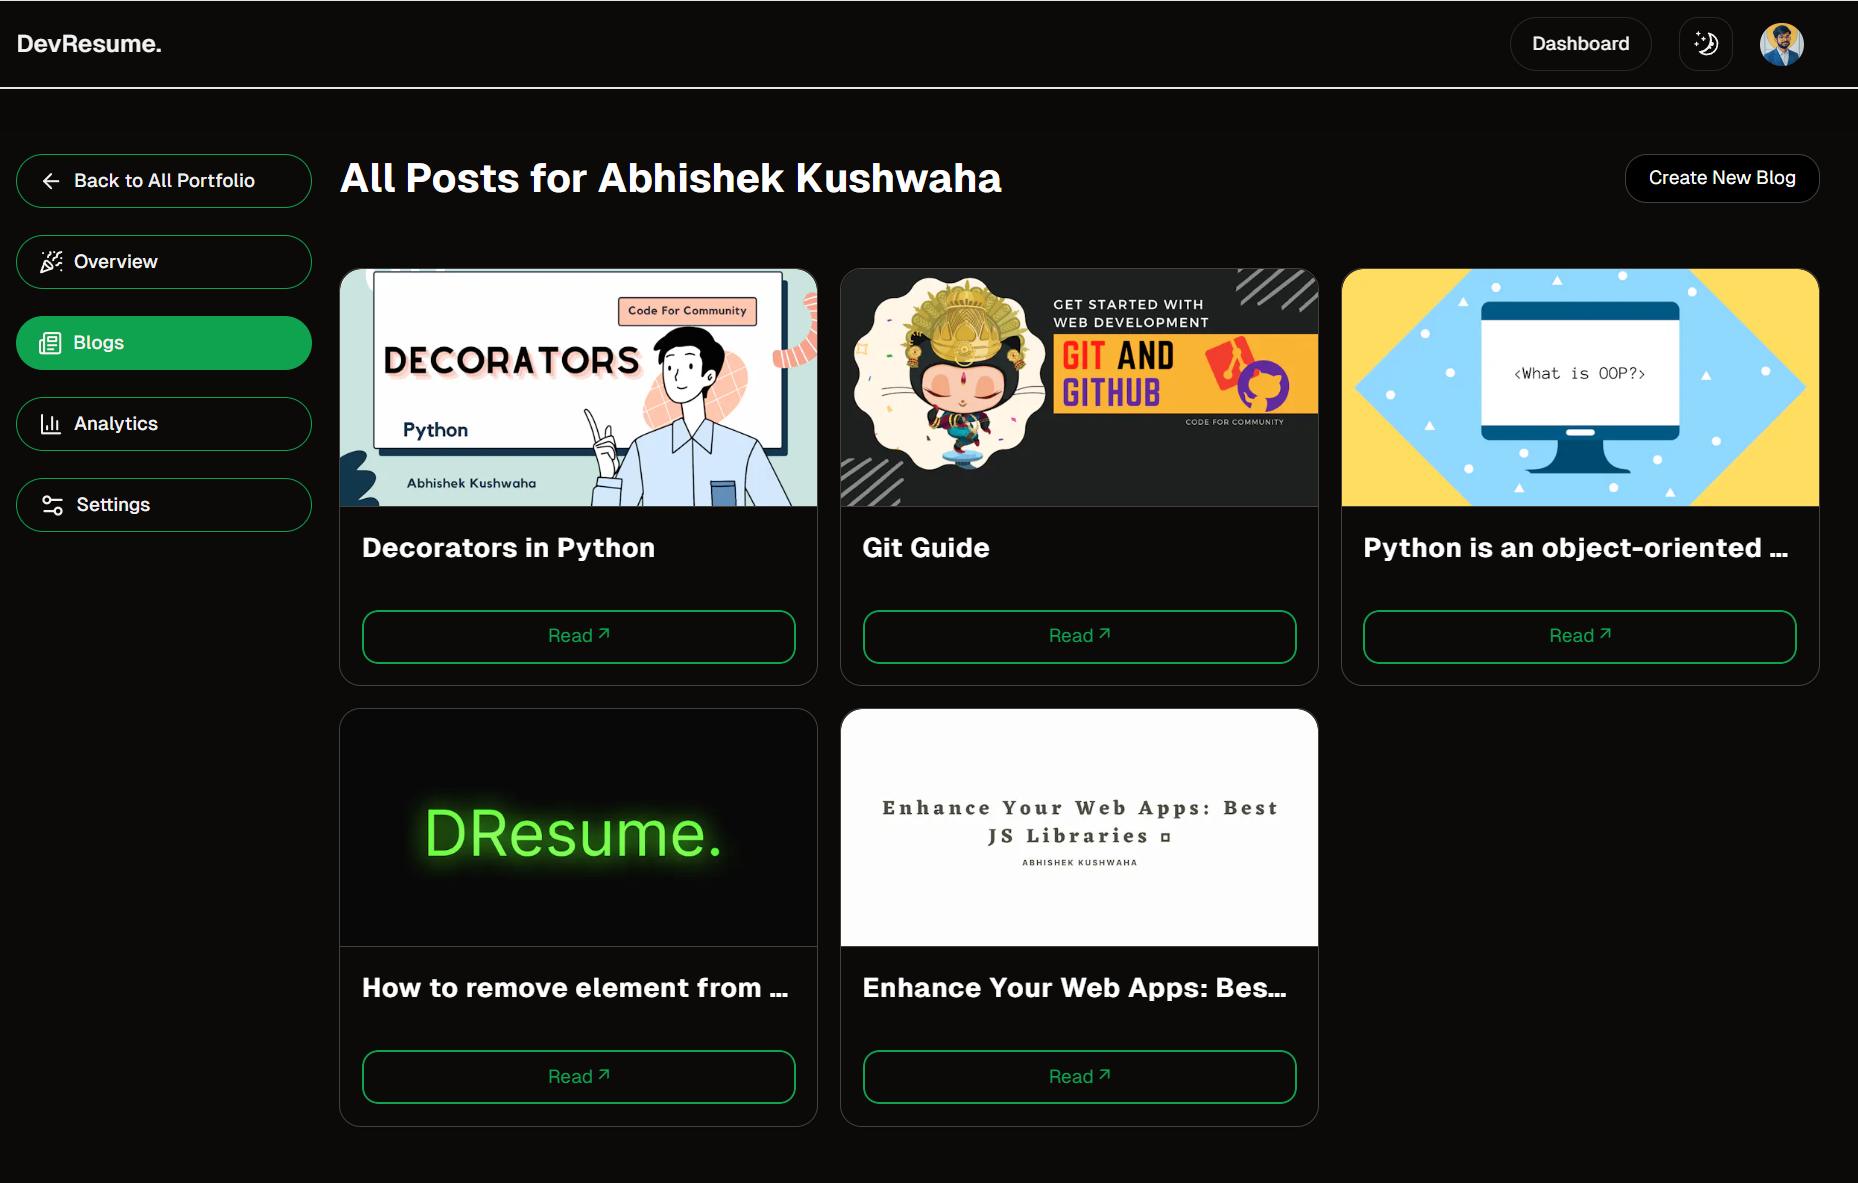 DevResume.
Dashboard
Back to All Portfolio
Overview
Blogs
Analytics
Settings
All Posts for Abhishek Kushwaha
Create New Blog
Code For Community
DECORATORS
Python
Abhishek Kushwaha
Decorators in Python
Read
GET STARTED WITH
WEB DEVELOPMENT
GIT AND
GITHUB
CODE FOR COMMUNITY
Git Guide
Read
<What is OOP?>
Python is an object-oriented ...
Read
DResume.
How to remove element from ...
Read
Enhance Your Web Apps: Best
JS Libraries
ABHISHEK KUSHWAHA
Enhance Your Web Apps: Bes...
Read